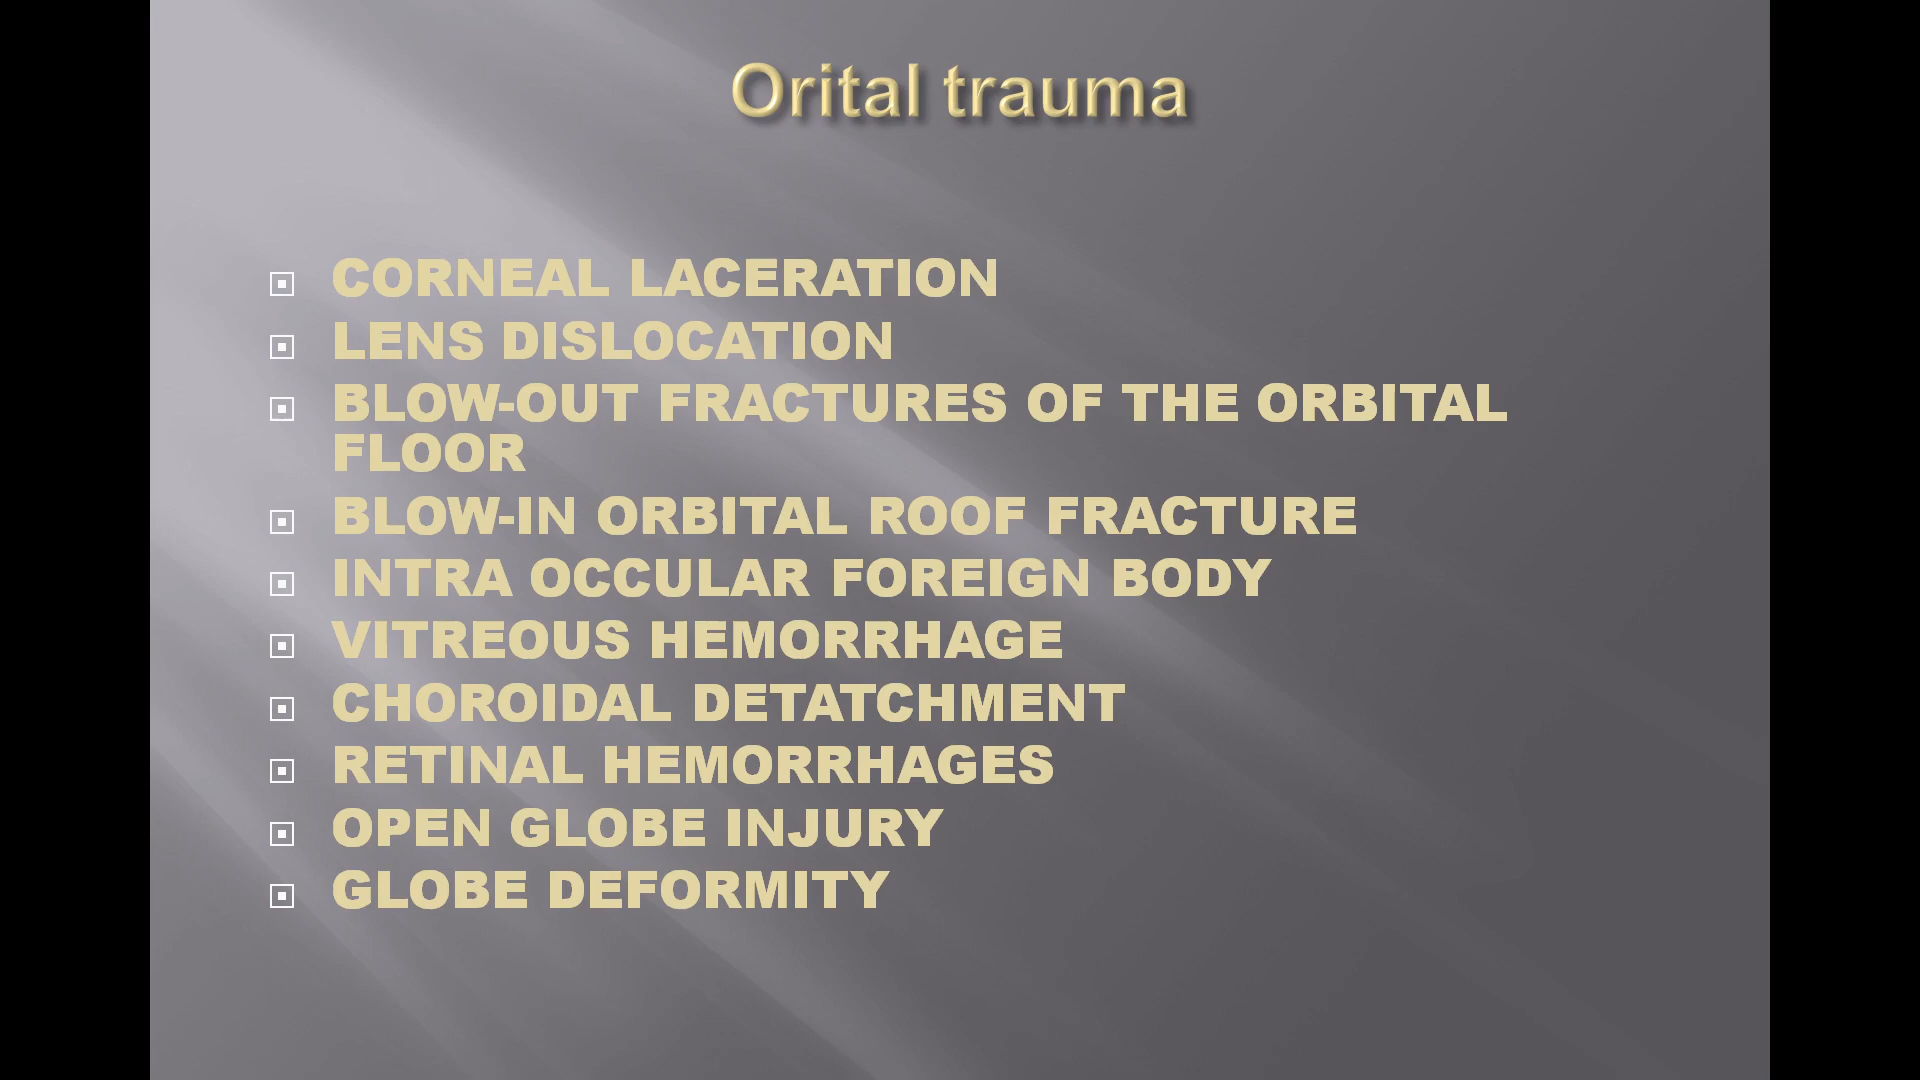 Orital trauma
CORNEAL LACERATION
LENS DISLOCATION
BLOW-OUT FRACTURES OF THE ORBITAL
FLOOR
BLOW-IN ORBITAL ROOF FRACTURE
INTRA OCCULAR FOREIGN BODY
VITREOUS HEMORRHAGE
CHOROIDAL DETATCHMENT
RETINAL HEMORRHAGES
OPEN GLOBE INJURY
GLOBE DEFORMITY